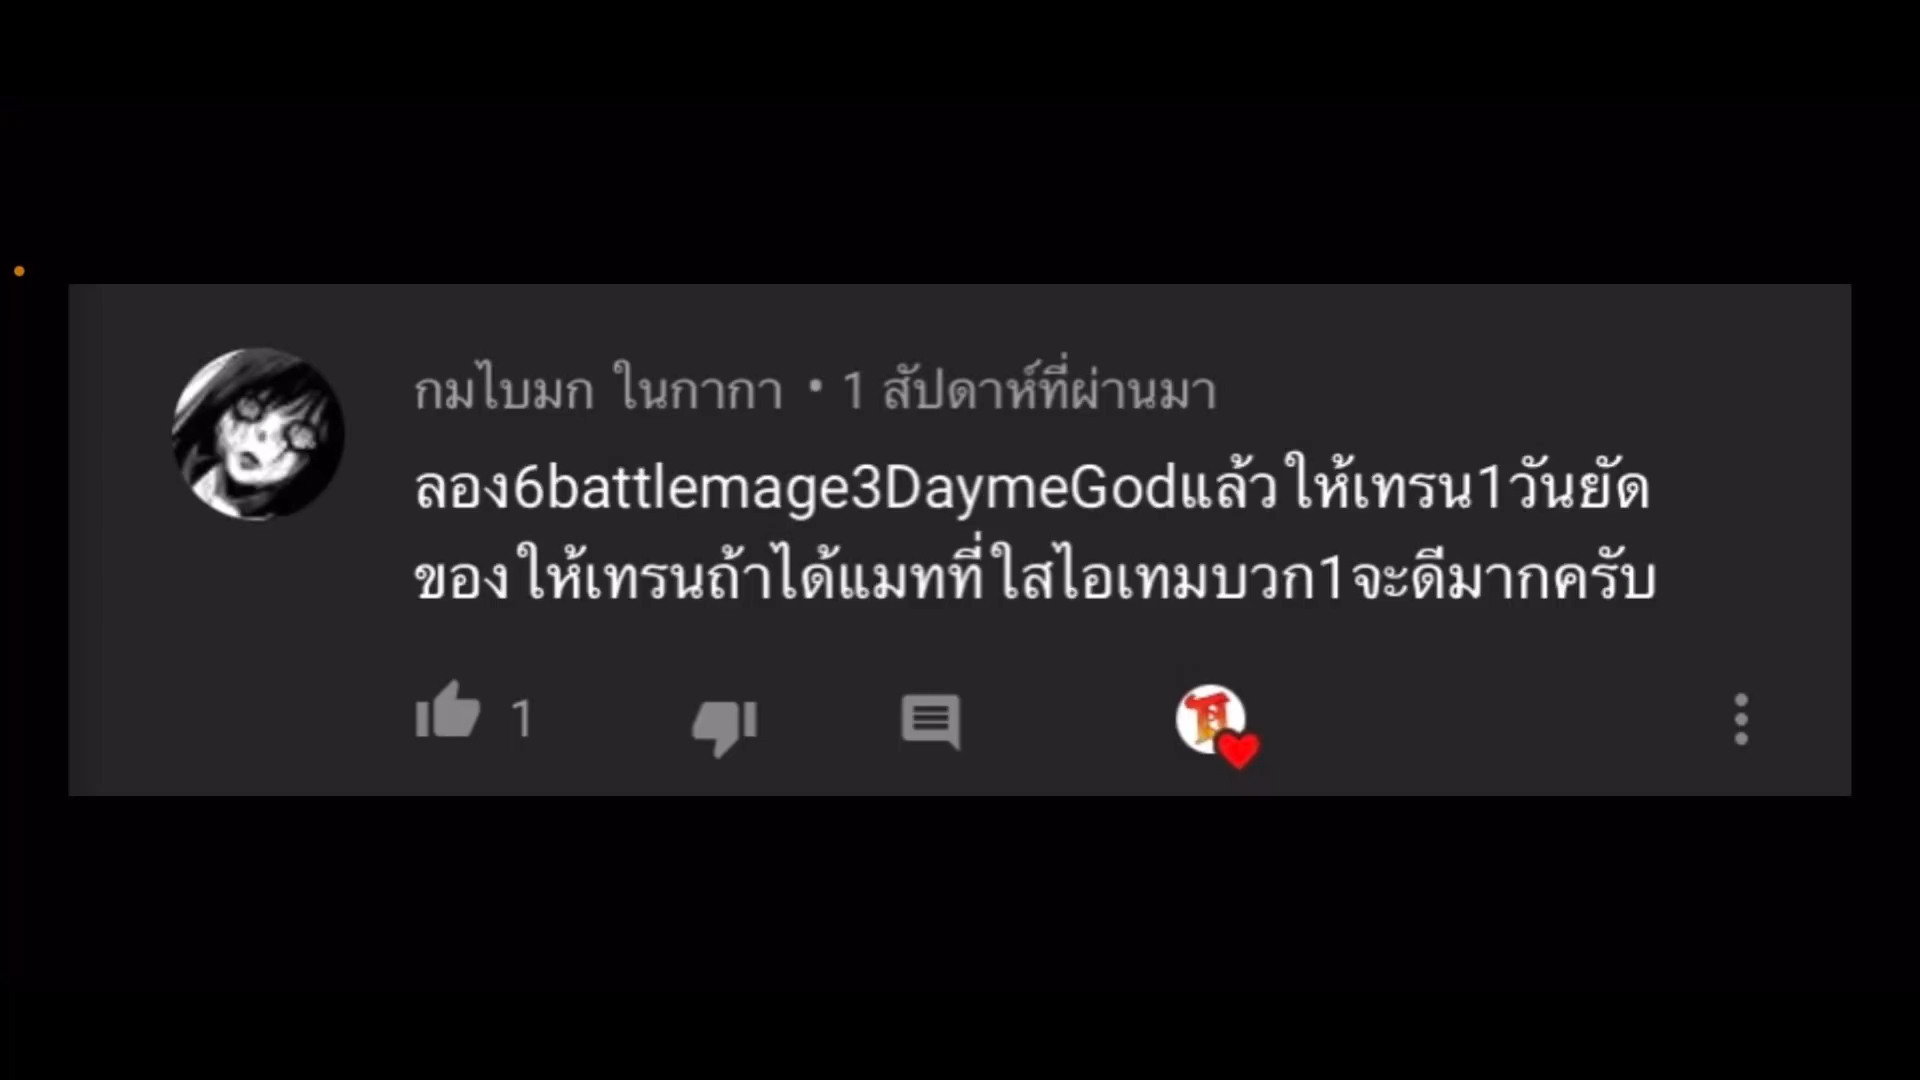 กมไบมก ในกากา • 1 สัปดาห์ที่ผ่านมา
ลอง6battlemage3DaymeGodแล้วให้เทรน1วันยัด
ของให้เทรนถ้าได้แมทที่ใสไอเทมบวก1จะดีมากครับ
1